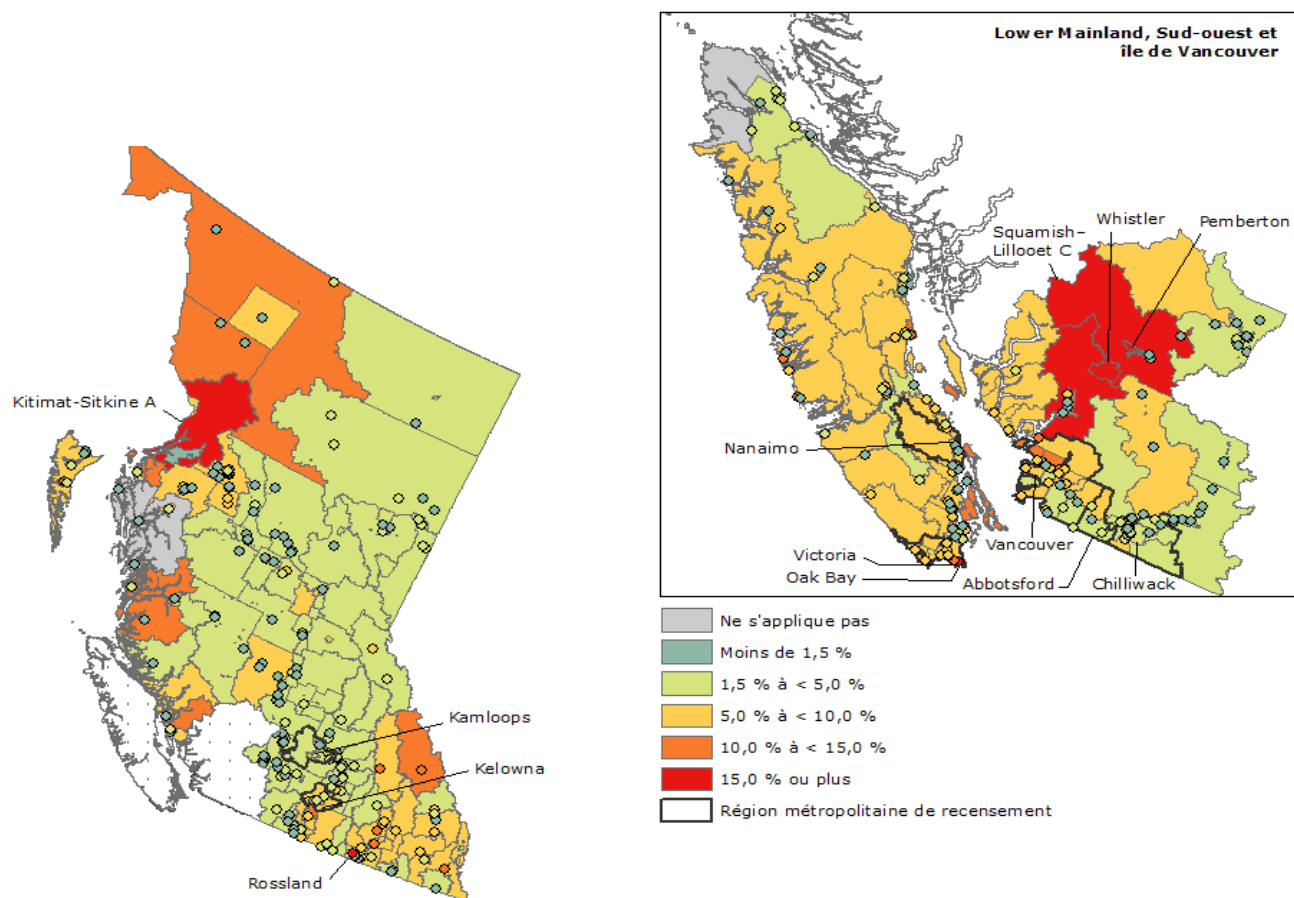 Lower Mainland, Sud-ouest et
île de Vancouver
Whistler
Pemberton
Squamish-
Lillooet C
Kitimat-Sitkine A
Nanaimo
Vancouver
Victoria
Oak Bay
Abbotsford
Chilliwack
Ne s'applique pas
Moins de 1,5 %
1,5 % à < 5,0 %
5,0 % à < 10,0 %
10,0 % à < 15,0 %
15,0 % ou plus
Région métropolitaine de recensement
Kamloops
Kelowna
Rossland